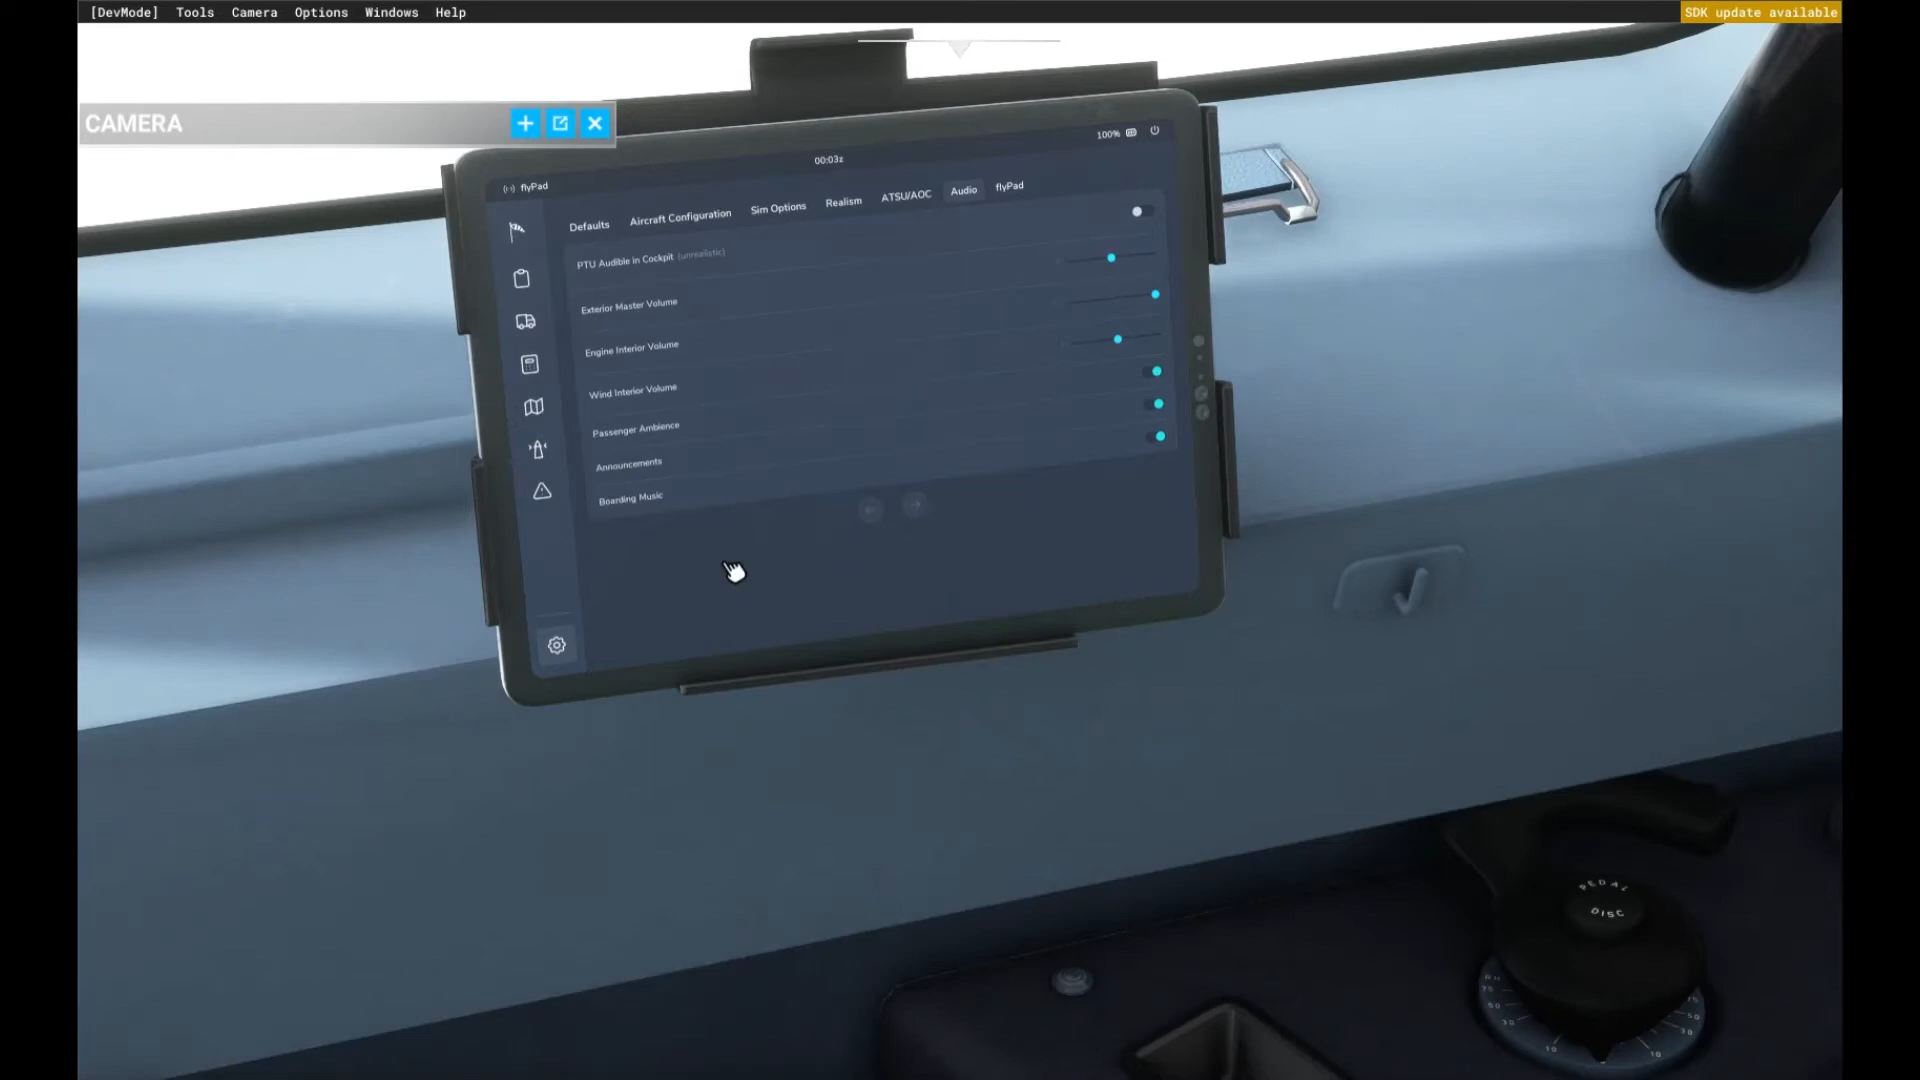 [DevMode] Tools Camera Options Windows Help
SDK update available
CAMERA
flyPad
00:03z
100%
Defaults Aircraft Configuration Sim Options Realism ATSU/AOC Audio flyPad
PTU Audible in Cockpit (unrealistic)
Exterior Master Volume
Engine Interior Volume
Wind Interior Volume
Passenger Ambience
Announcements
Boarding Music
PEDAL
DISC